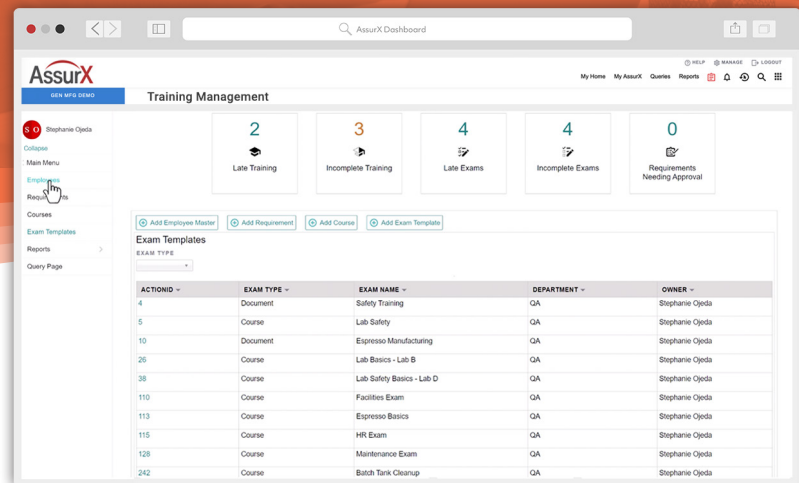 AssurX Dashboard
HELP MANAGE LOGOUT
AssurX
My Home My AssurX Queries Reports
GEN MFG DEMO
Training Management
S O Stephanie Ojeda
Collapse
Main Menu
Employees
Courses
Exam Templates
Reports
Query Page
2 3 4 4 0
Late Training Incomplete Training Late Exams Incomplete Exams Requirements
Needing Approval
Add Employee Master Add Requirement Add Course Add Exam Template
Exam Templates
EXAM TYPE
ACTIONID EXAM TYPE EXAM NAME DEPARTMENT OWNER
4 Document Safety Training QA Stephanie Ojeda
5 Course Lab Safety QA Stephanie Ojeda
10 Document Espresso Manufacturing QA Stephanie Ojeda
26 Course Lab Basics - Lab B QA Stephanie Ojeda
38 Course Lab Safety Basics - Lab D QA Stephanie Ojeda
110 Course Facilities Exam QA Stephanie Ojeda
113 Course Espresso Basics QA Stephanie Ojeda
115 Course HR Exam QA Stephanie Ojeda
128 Course Maintenance Exam QA Stephanie Ojeda
242 Course Batch Tank Cleanup QA Stephanie Ojeda